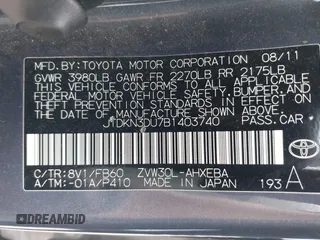 MFD. BY: TOYOTA MOTOR CORPORATION 08/11
GVWR 3980LB GAWR FR 2270LB RR 2175LB
THIS VEHICLE CONFORMS TO ALL APPLICABLE
FEDERAL MOTOR VEHICLE SAFETY, BUMPER, AND
THEFT PREVENTION STANDARDS IN EFFECT ON THE DATE OF
MANUFACTURE SHOWN ABOVE.
JTDKN3DU7B1403740 PASS.CAR
C/TR:8V1/FB60 ZVW30L-AHXEBA
A/TM:-01A/P410 MADE IN JAPAN 193 A
TOYOTA
AUTOBIDMASTER